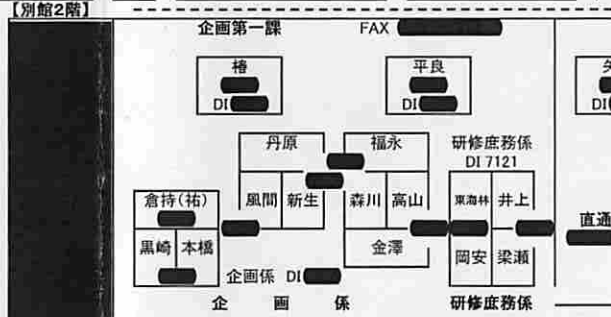 【別館2階】
企画第一課 FAX
椿 平良
DI DI DI
丹原 福永 研修庶務係
DI 7121
倉持(祐) 風間 新生 森川 高山 東海林 井上
直通
黒崎 本橋 金澤 岡安 梁瀬
企画係 DI
企画係 研修庶務係